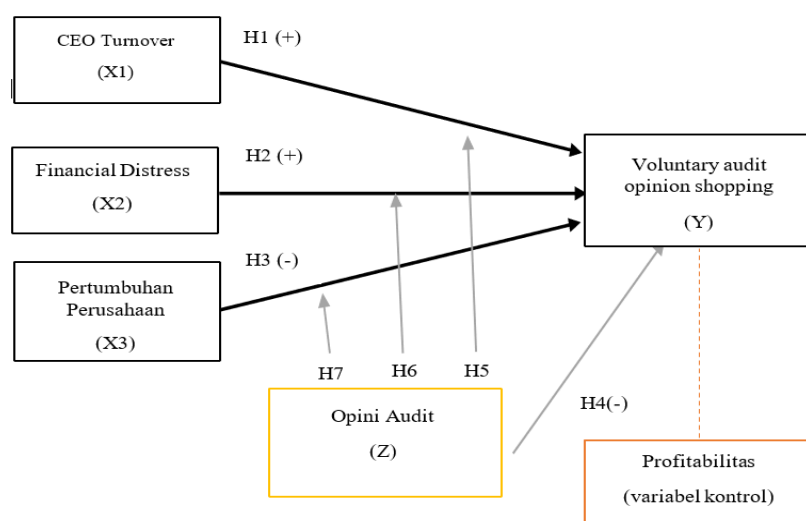 CEO Turnover
(X1)
H1 (+)
Financial Distress
(X2)
H2 (+)
Pertumbuhan
Perusahaan
(X3)
H3 (-)
Voluntary audit
opinion shopping
(Y)
H7
H6
H5
H4(-)
Opini Audit
(Z)
Profitabilitas
(variabel kontrol)